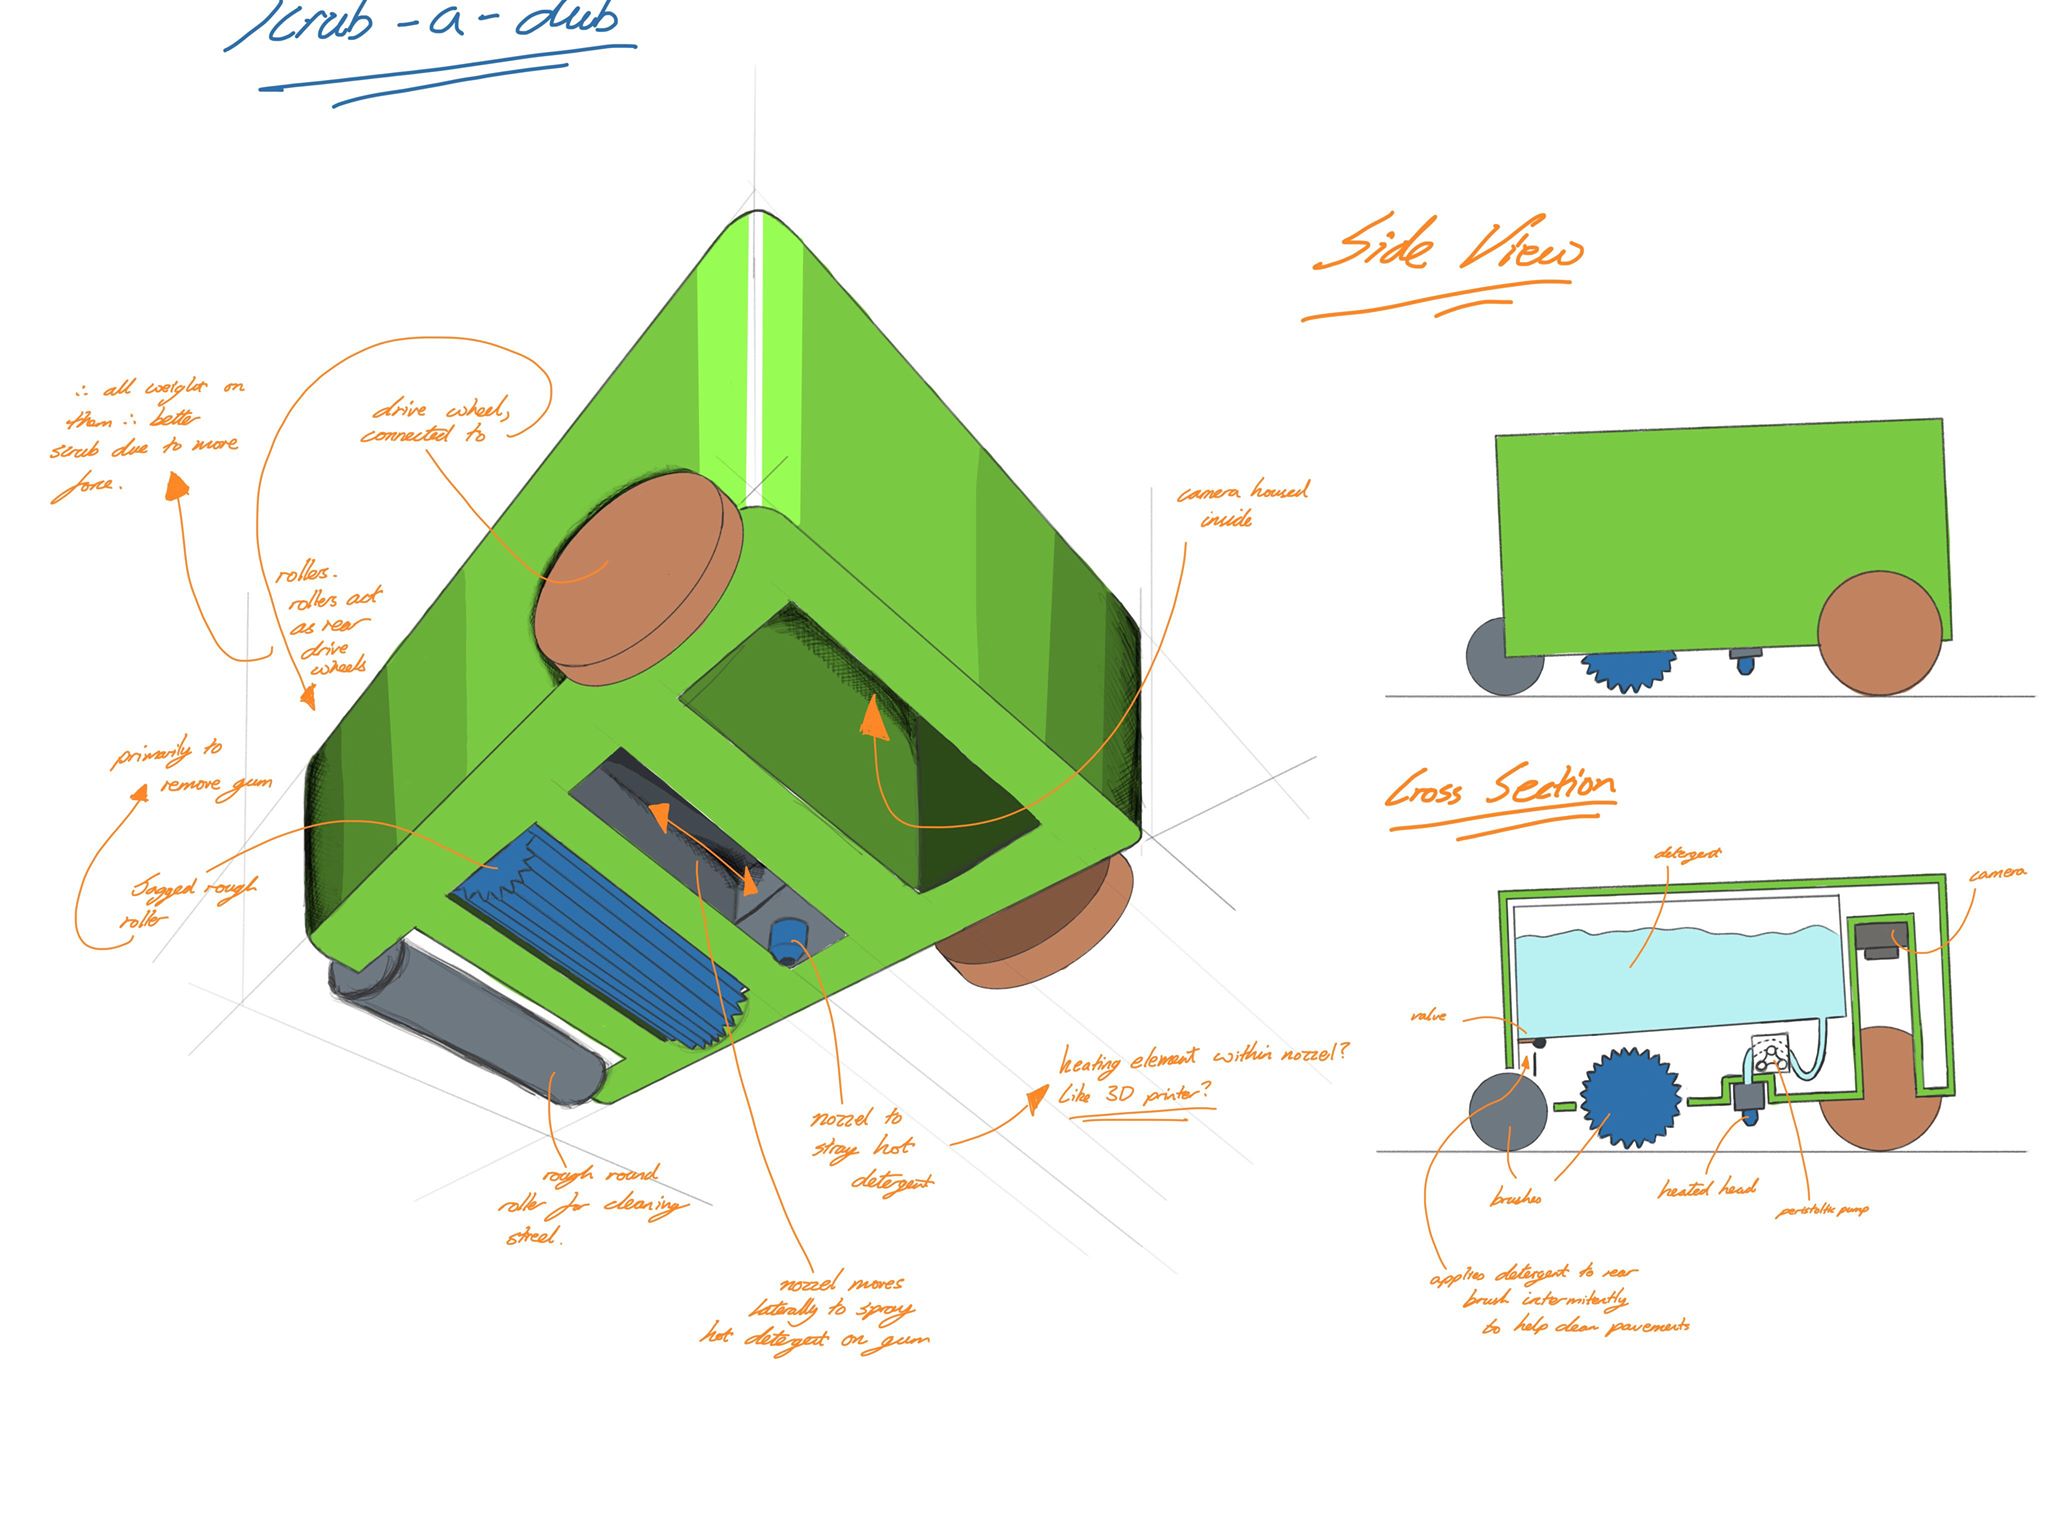 Scrub-a-dub
Side View
∴ all weight on
them ∴ better
scrub due to more
force.
drive wheel,
connected to
camera housed
inside
rollers.
rollers act
as rear
drive
wheels
primarily to
remove gum
Jagged rough
roller
heating element within nozzel?
Like 3D printer?
nozzel to
stray hot
detergent
rough round
roller for cleaning
steel.
nozzel moves
laterally to spray
hot detergent on gum
Cross Section
detergent
camera
valve
brushes
heated head
peristaltic pump
applies detergent to rear
brush intermitently
to help clean pavements